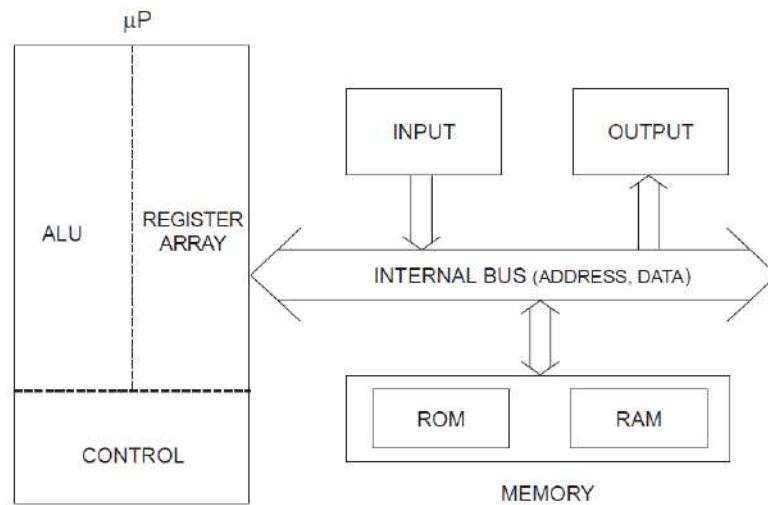 μP
ALU
REGISTER
ARRAY
CONTROL
INPUT
OUTPUT
INTERNAL BUS (ADDRESS, DATA)
ROM
RAM
MEMORY